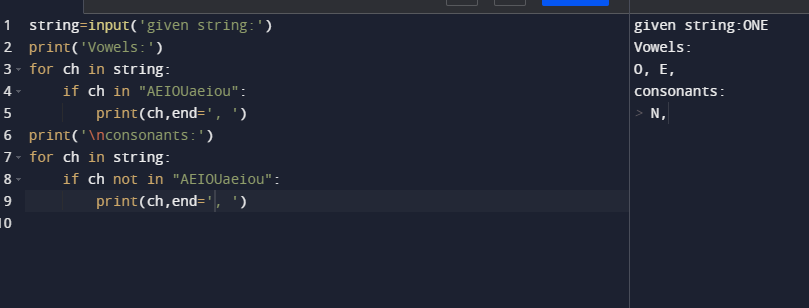 1 string=input('given string:')
2 print('Vowels:')
3 for ch in string:
4     if ch in "AEIOUaeiou":
5         print(ch,end=', ')
6 print('\nconsonants:')
7 for ch in string:
8     if ch not in "AEIOUaeiou":
9         print(ch,end=', ')
10
given string:ONE
Vowels:
O, E,
consonants:
> N,